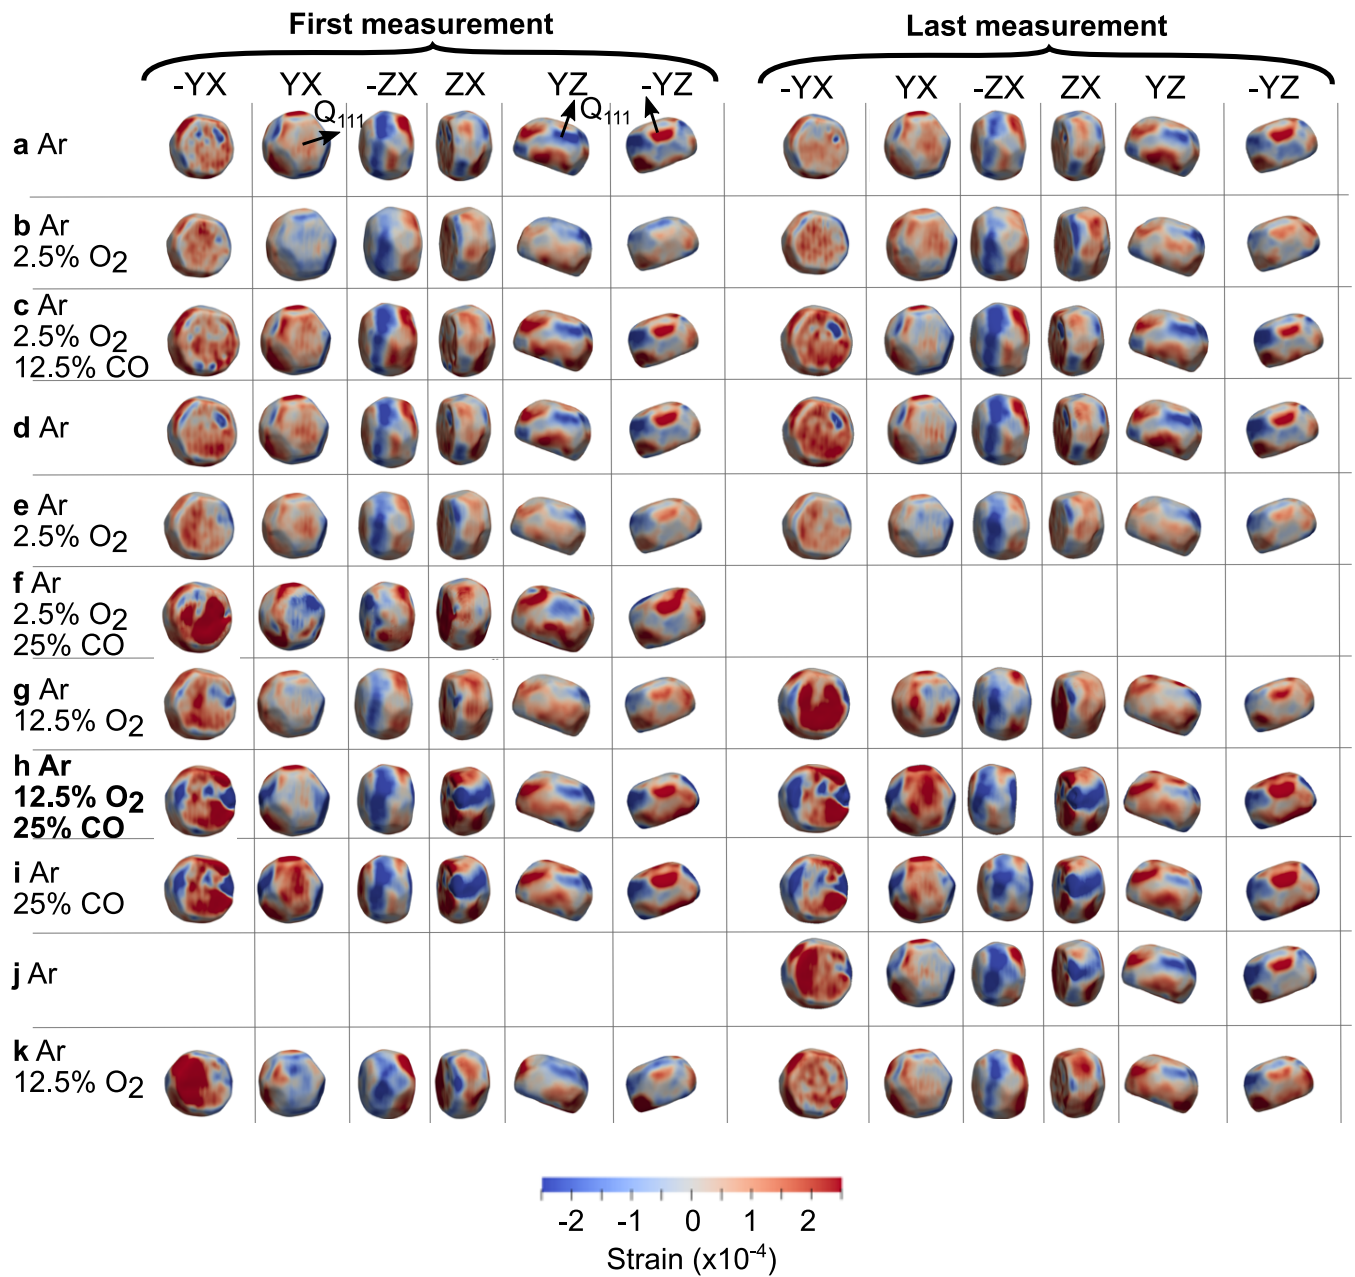 First measurement
Last measurement
-YX YX -ZX ZX YZ -YZ
-YX YX -ZX ZX YZ -YZ
Q111
Q111
a Ar
b Ar
2.5% O2
c Ar
2.5% O2
12.5% CO
d Ar
e Ar
2.5% O2
f Ar
2.5% O2
25% CO
g Ar
12.5% O2
h Ar
12.5% O2
25% CO
i Ar
25% CO
j Ar
k Ar
12.5% O2
-2 -1 0 1 2
Strain (x10-4)